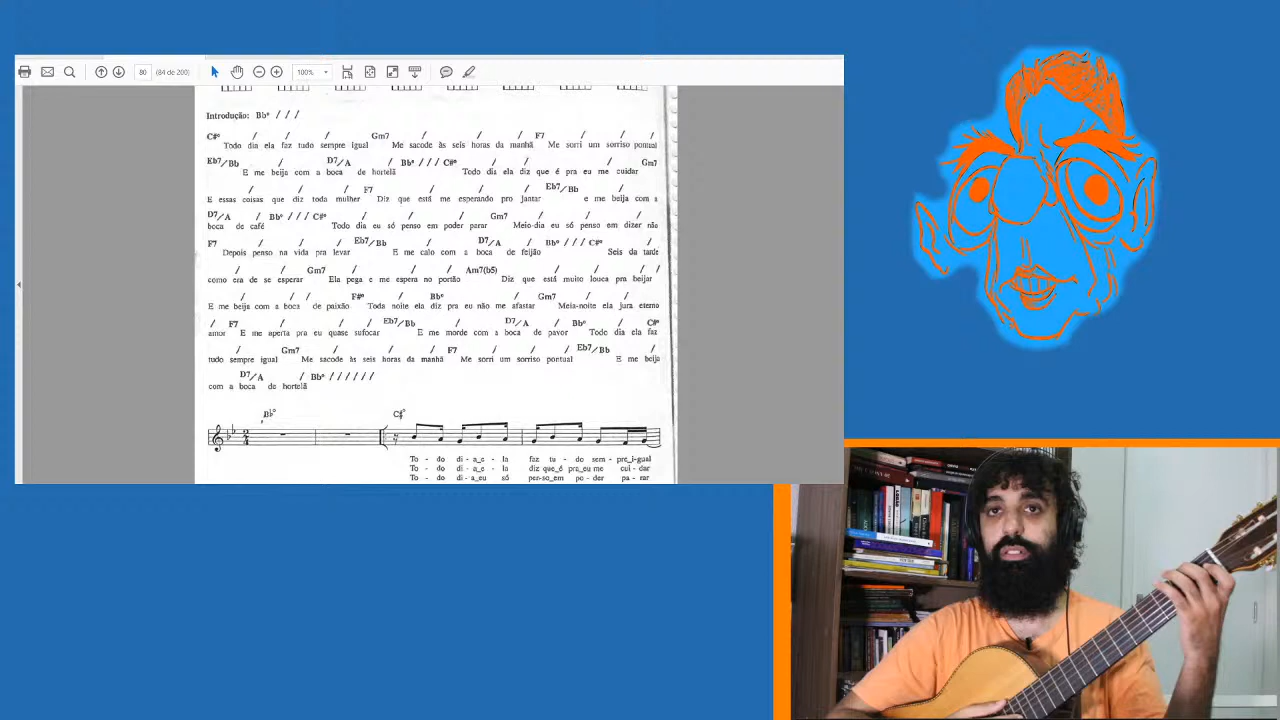 80 (84 de 200) 100%
Introdução: Bb° / / /
C#° / / / Gm7 / / / F7 / / /
Todo dia ela faz tudo sempre igual Me sacode às seis horas da manhã Me sorri um sorriso pontual
Eb7/Bb / D7/A / Bb° / / / C#° / / / Gm7
E me beija com a boca de hortelã Todo dia ela diz que é pra eu me cuidar
/ / / F7 / / / Eb7/Bb /
E essas coisas que diz toda mulher Diz que está me esperando pro jantar e me beija com a
D7/A / Bb° / / / C#° / / / Gm7 / / /
boca de café Todo dia eu só penso em poder parar Meio-dia eu só penso em dizer não
F7 / / / Eb7/Bb / D7/A / Bb° / / / C#° /
Depois penso na vida pra levar E me calo com a boca de feijão Seis da tarde
/ / Gm7 / / / Am7(b5) / / / /
como era de se esperar Ela pega e me espera no portão Diz que está muito louca pra beijar
/ / / F#° / Bb° / Gm7 / / /
E me beija com a boca de paixão Toda noite ela diz pra eu não me afastar Meia-noite ela jura eterno
/ F7 / / / Eb7/Bb / D7/A / Bb° / C#°
amor E me aperta pra eu quase sufocar E me morde com a boca de pavor Todo dia ela faz
/ / Gm7 / / / F7 / / / Eb7/Bb /
tudo sempre igual Me sacode às seis horas da manhã Me sorri um sorriso pontual E me beija
D7/A / Bb° / / / / / /
com a boca de hortelã
Bb° C#°
To - do di - a_e - la faz tu - do sem - pre_i-gual
To - do di - a_e - la diz que_é pra_eu me cui - dar
To - do di - a_eu só pen-so_em po - der pa - rar